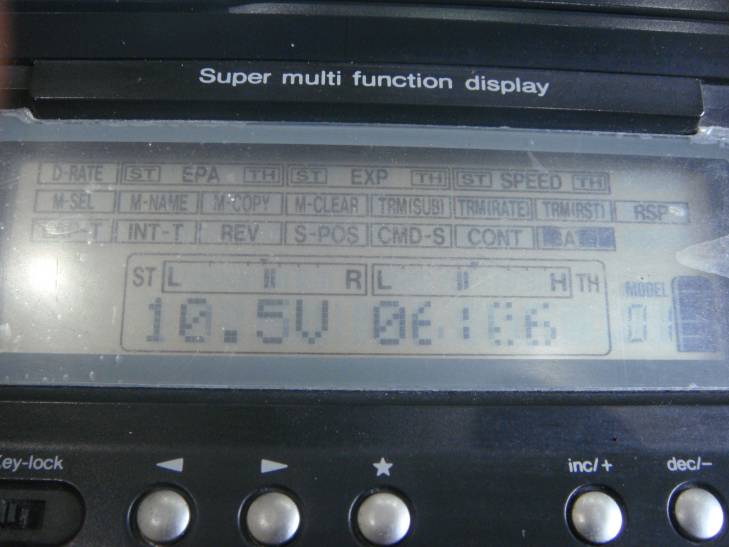 Super multi function display
D-RATE ST EPA TH ST EXP TH ST SPEED TH
M-SEL M-NAME M-COPY M-CLEAR TRM(SUB) TRM(RATE) TRM(RST) RSP
INT-T REV S-POS CMD-S CONT
ST L R L H TH
MODEL
10.5V
Key-lock inc/+ dec/-